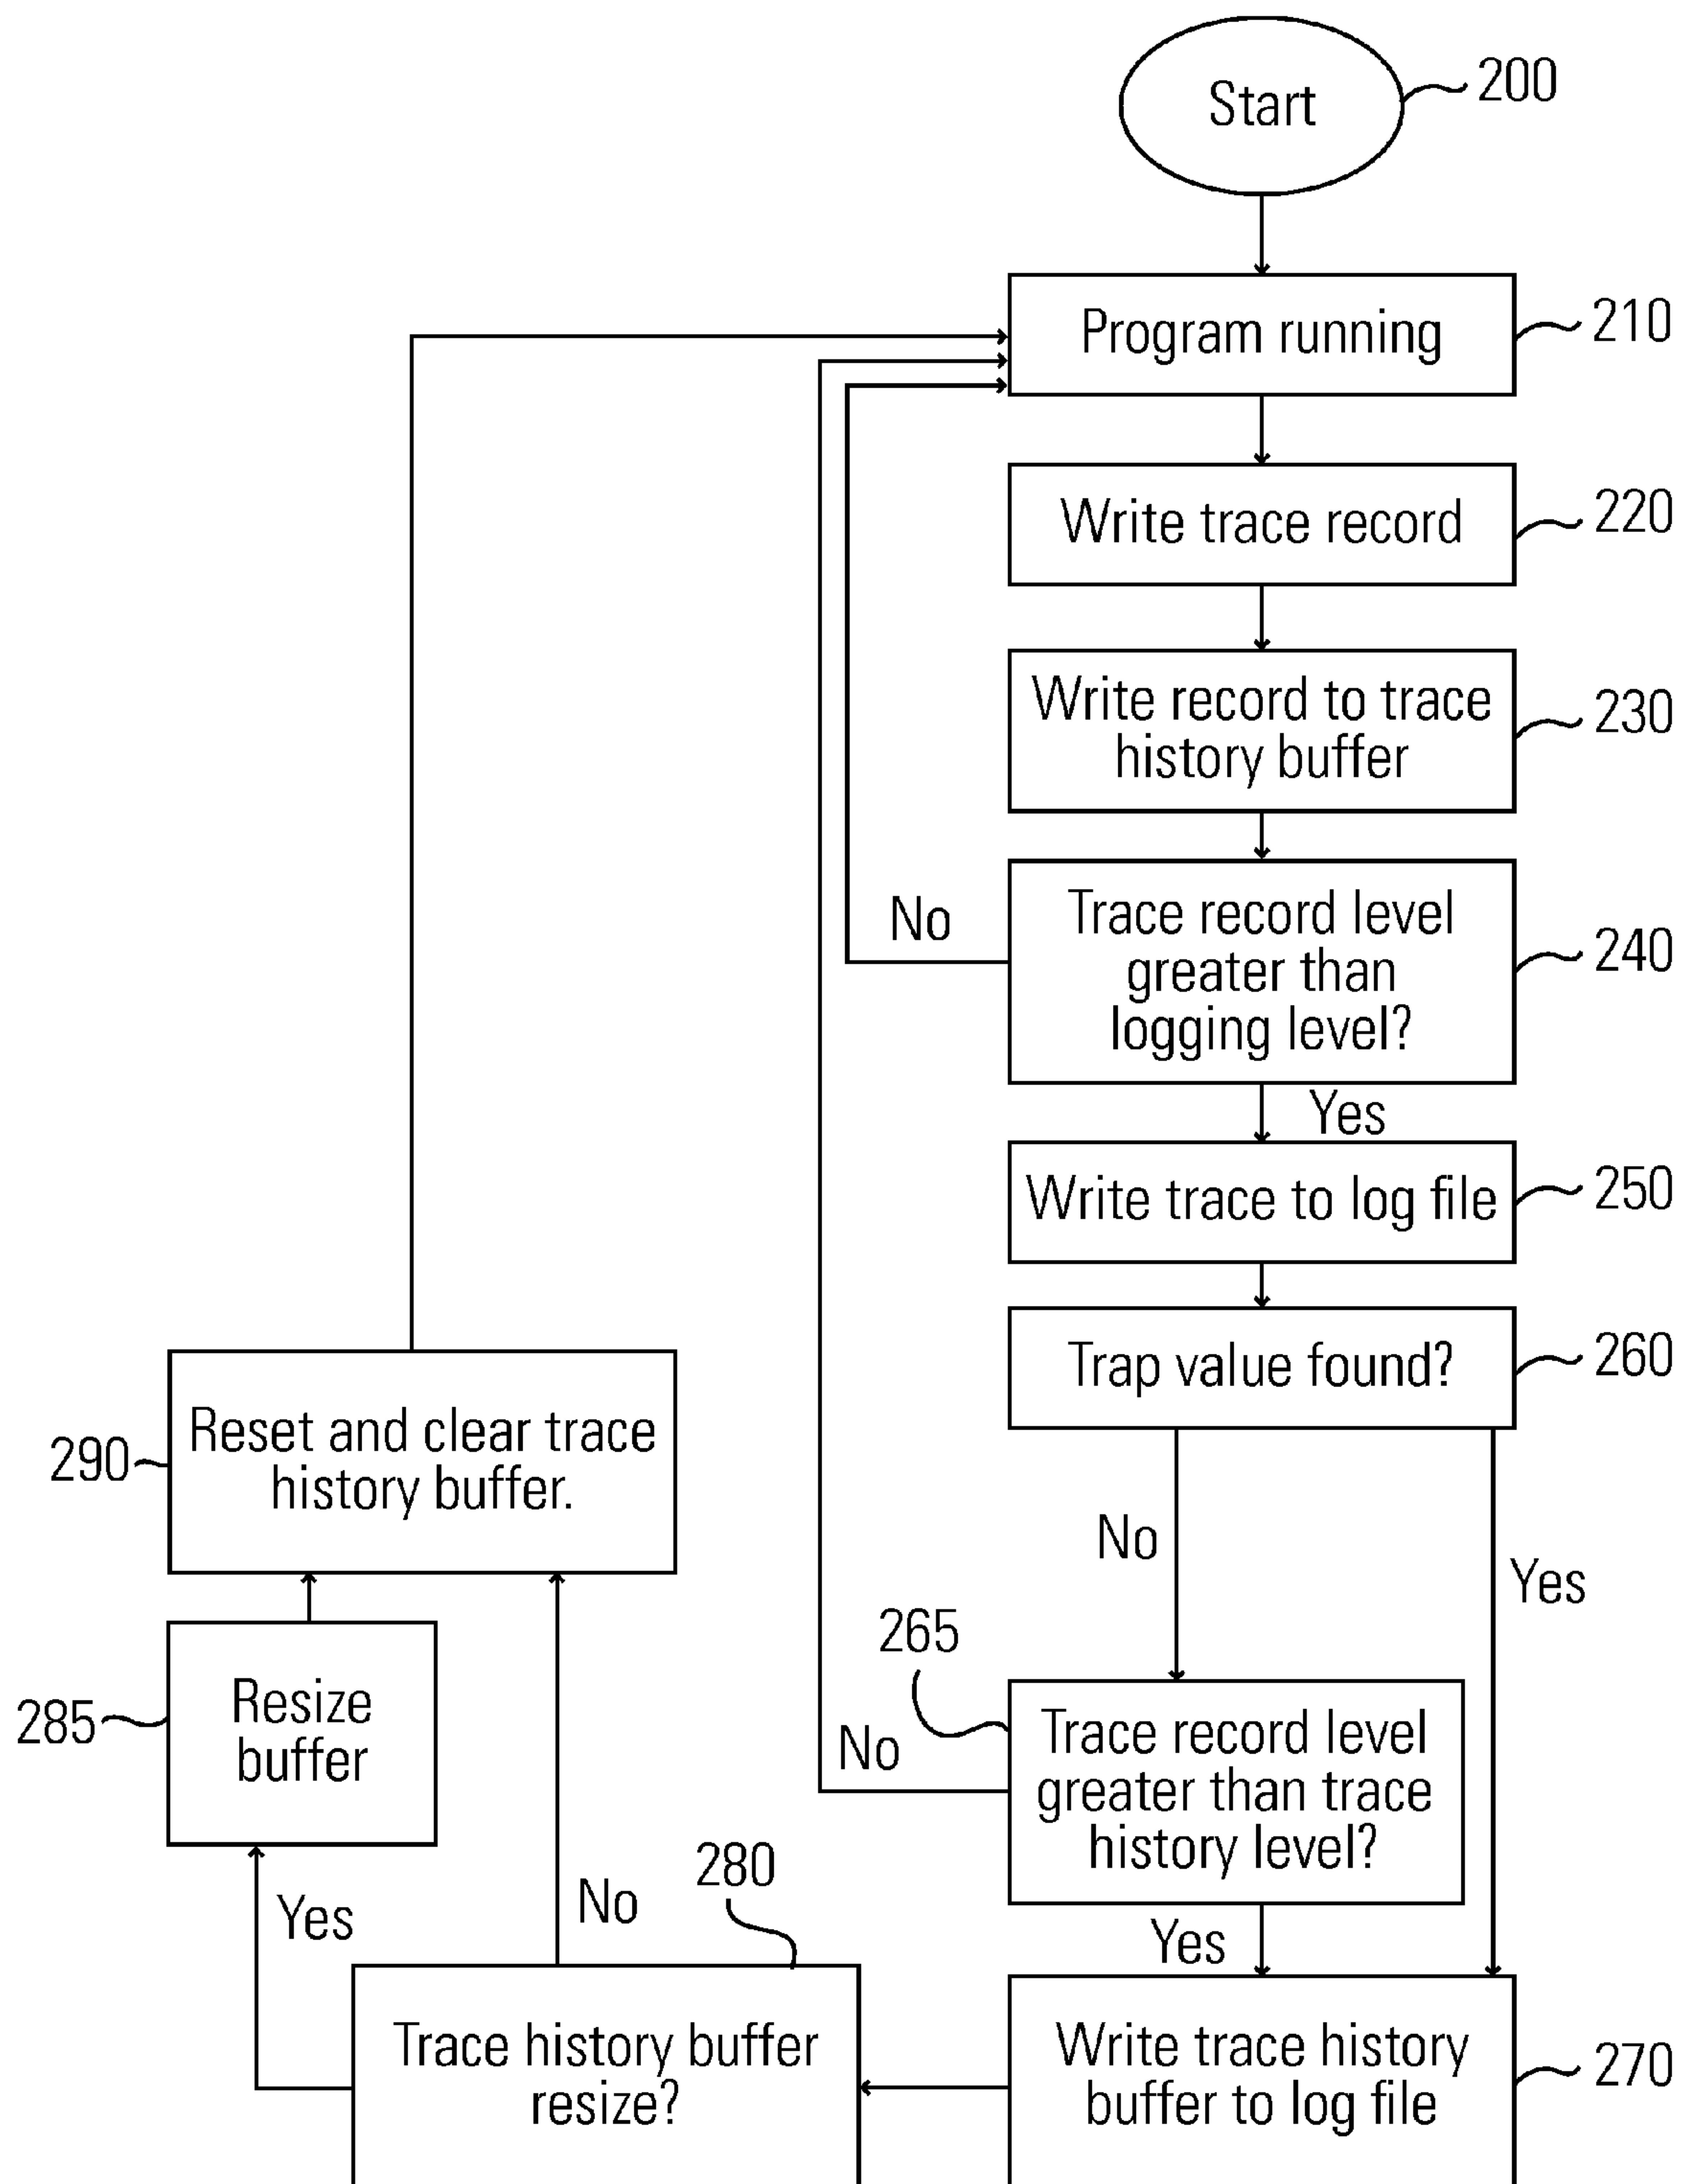 Start
200
Program running
210
Write trace record
220
Write record to trace
history buffer
230
Trace record level
greater than
logging level?
240
No
Yes
Write trace to log file
250
Trap value found?
260
No
Yes
265
Trace record level
greater than trace
history level?
No
Yes
Write trace history
buffer to log file
270
280
Trace history buffer
resize?
Yes
No
285
Resize
buffer
290
Reset and clear trace
history buffer.